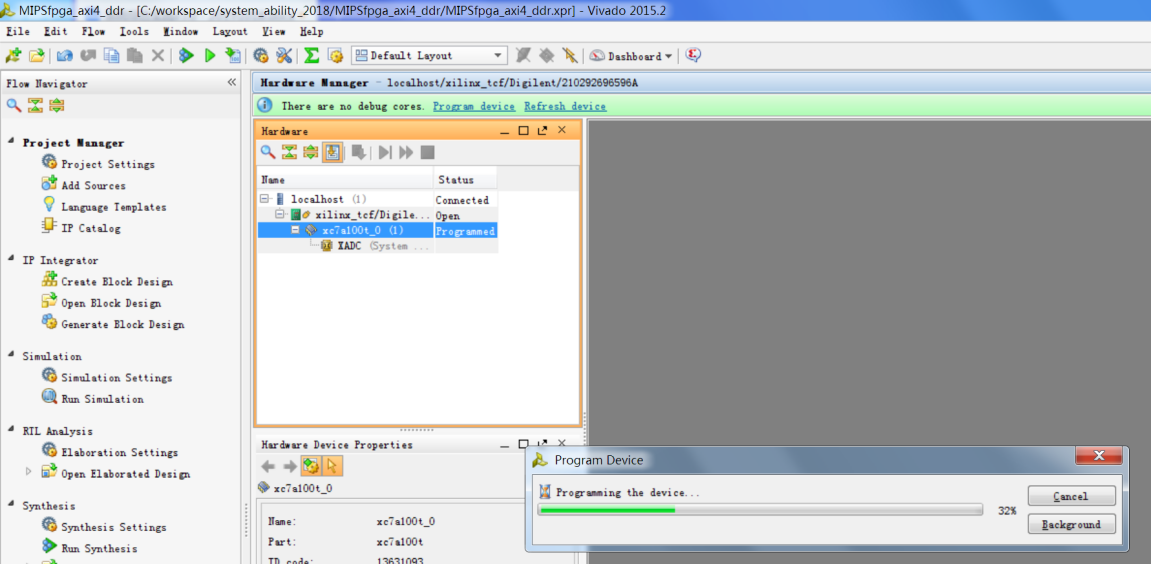 MIPSfpga_axi4_ddr - [C:/workspace/system_ability_2018/MIPSfpga_axi4_ddr/MIPSfpga_axi4_ddr.xpr] - Vivado 2015.2
File Edit Flow Tools Window Layout View Help
Default Layout Dashboard
Flow Navigator
Project Manager
Project Settings
Add Sources
Language Templates
IP Catalog
IP Integrator
Create Block Design
Open Block Design
Generate Block Design
Simulation
Simulation Settings
Run Simulation
RTL Analysis
Elaboration Settings
Open Elaborated Design
Synthesis
Synthesis Settings
Run Synthesis
Hardware Manager - localhost/xilinx_tcf/Digilent/210292696596A
There are no debug cores. Program device Refresh device
Hardware
Name Status
localhost (1) Connected
xilinx_tcf/Digile... Open
xc7a100t_0 (1) Programmed
XADC (System ...
Hardware Device Properties
xc7a100t_0
Name: xc7a100t_0
Part: xc7a100t
ID code: 13631093
Program Device
Programming the device...
32%
Cancel
Background